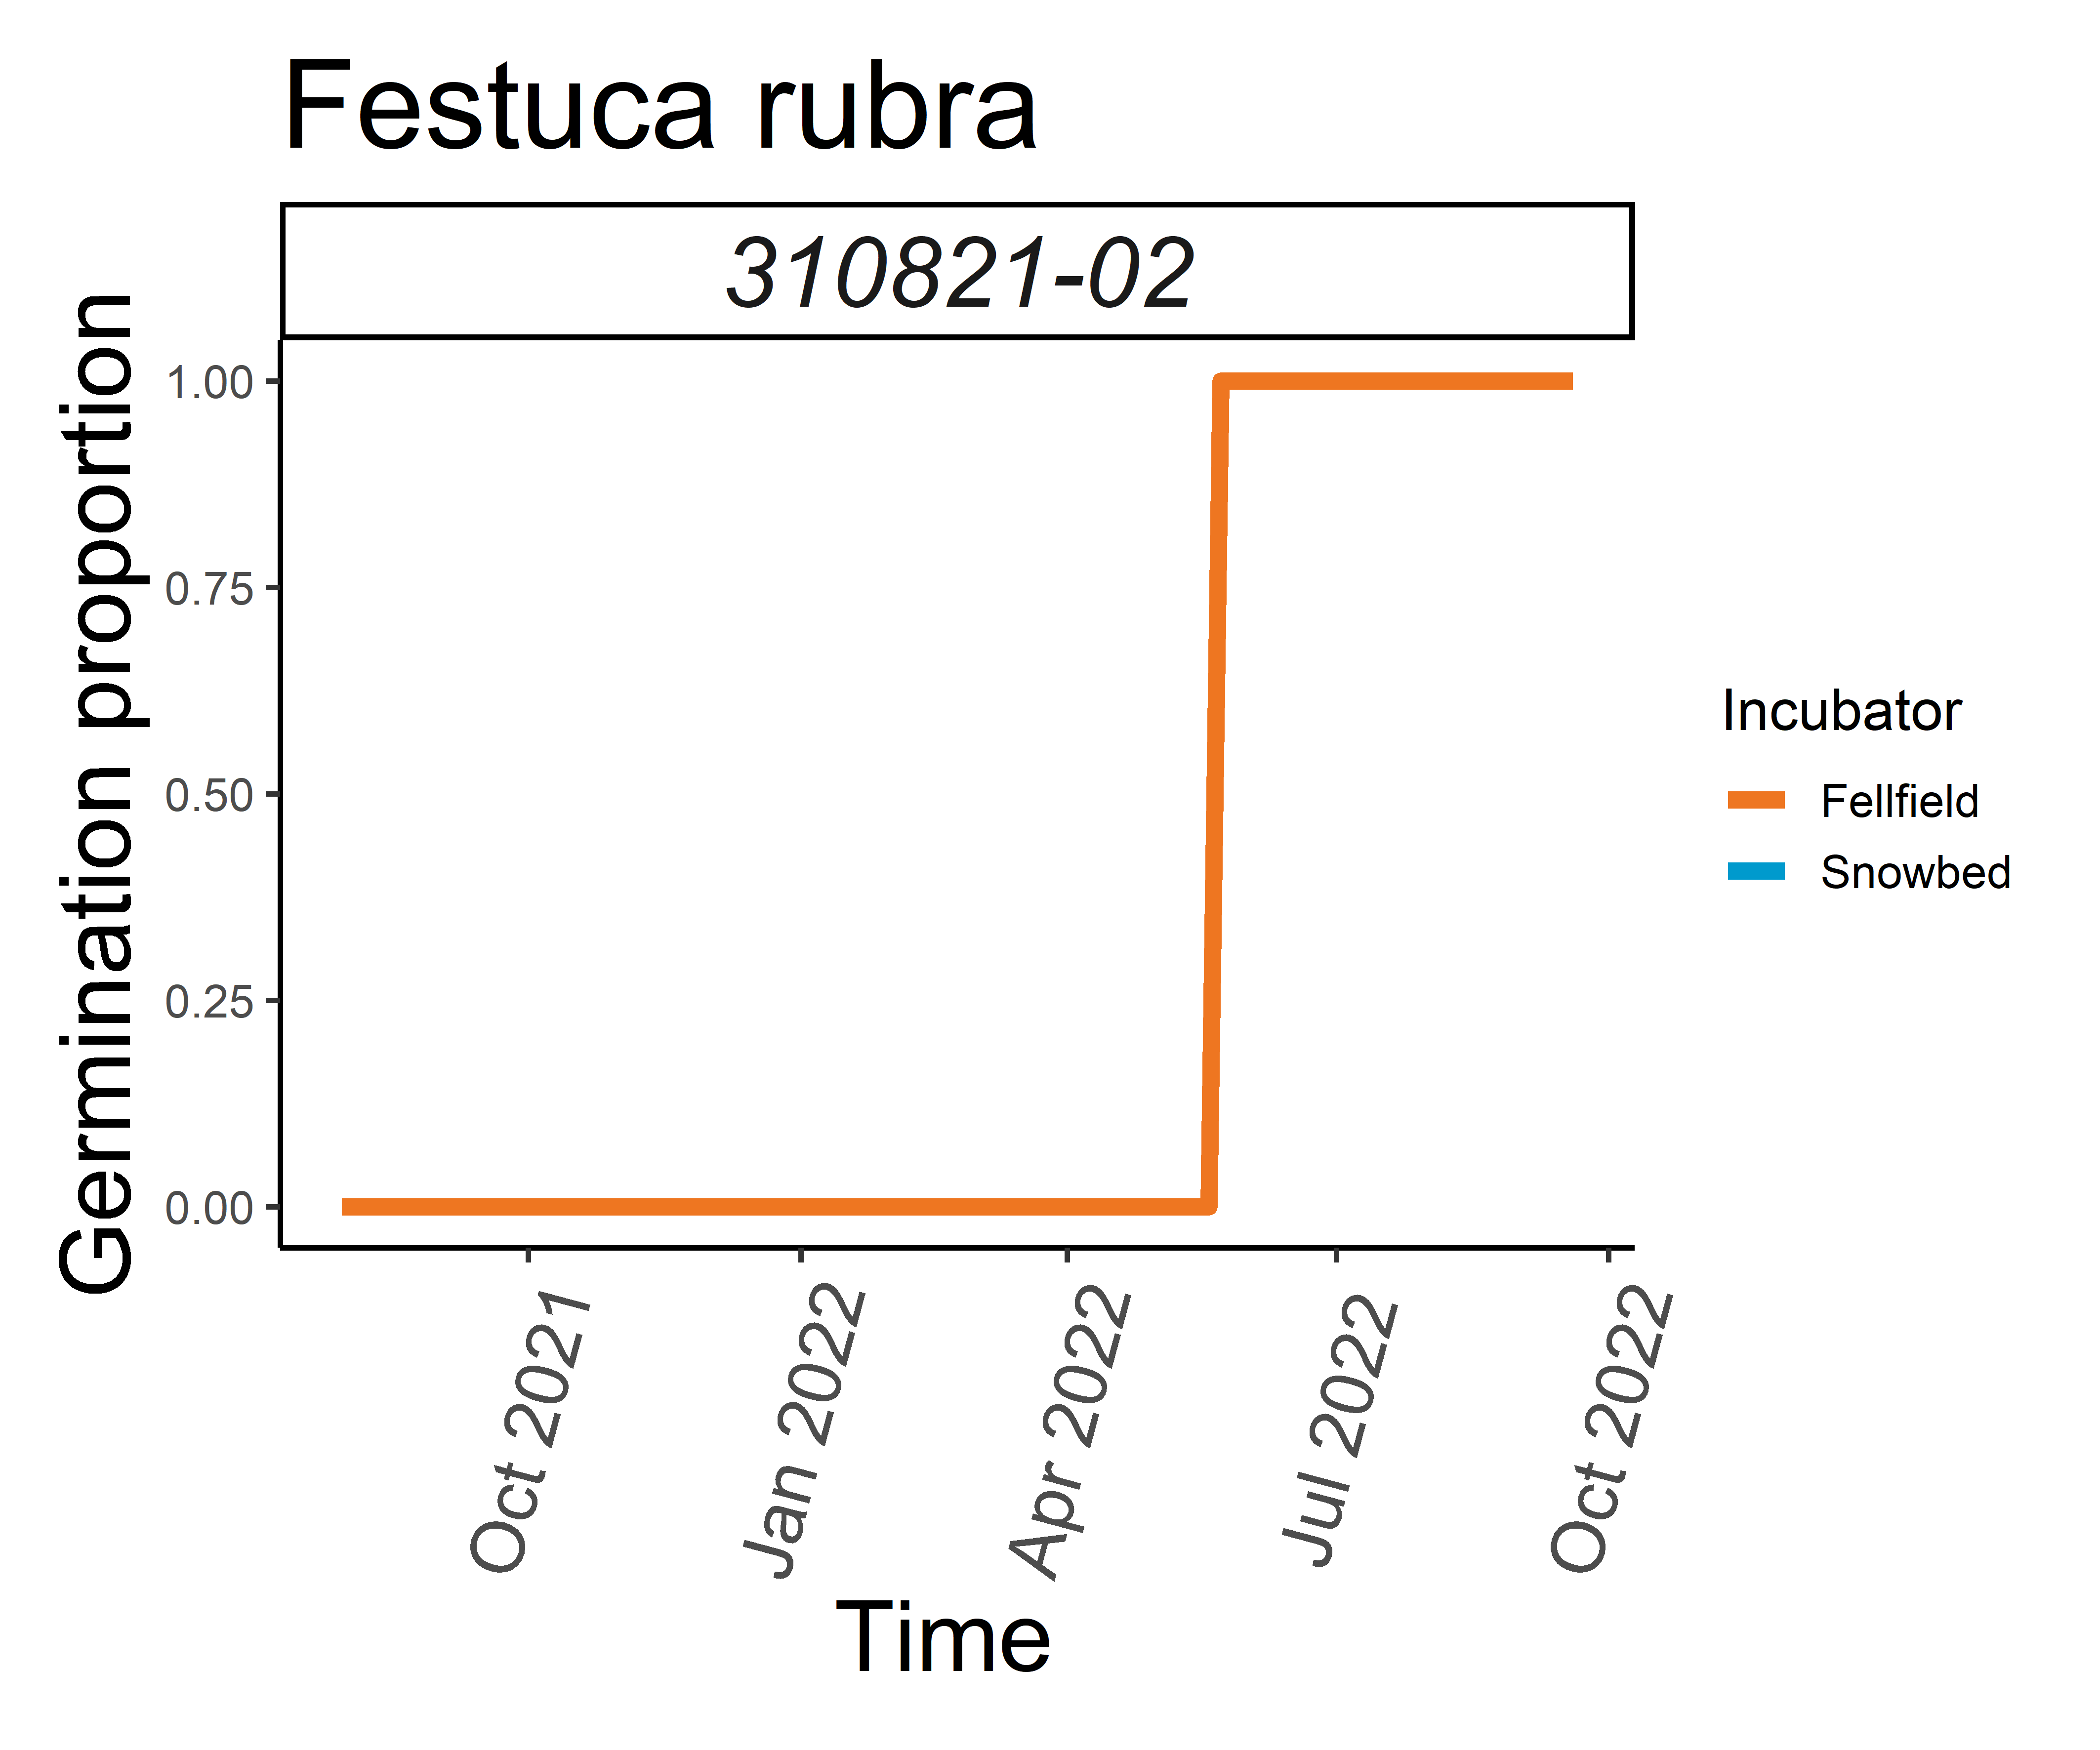 Festuca rubra
310821-02
Germination proportion
1.00
0.75
0.50
0.25
0.00
Oct 2021
Jan 2022
Apr 2022
Jul 2022
Oct 2022
Time
Incubator
Fellfield
Snowbed